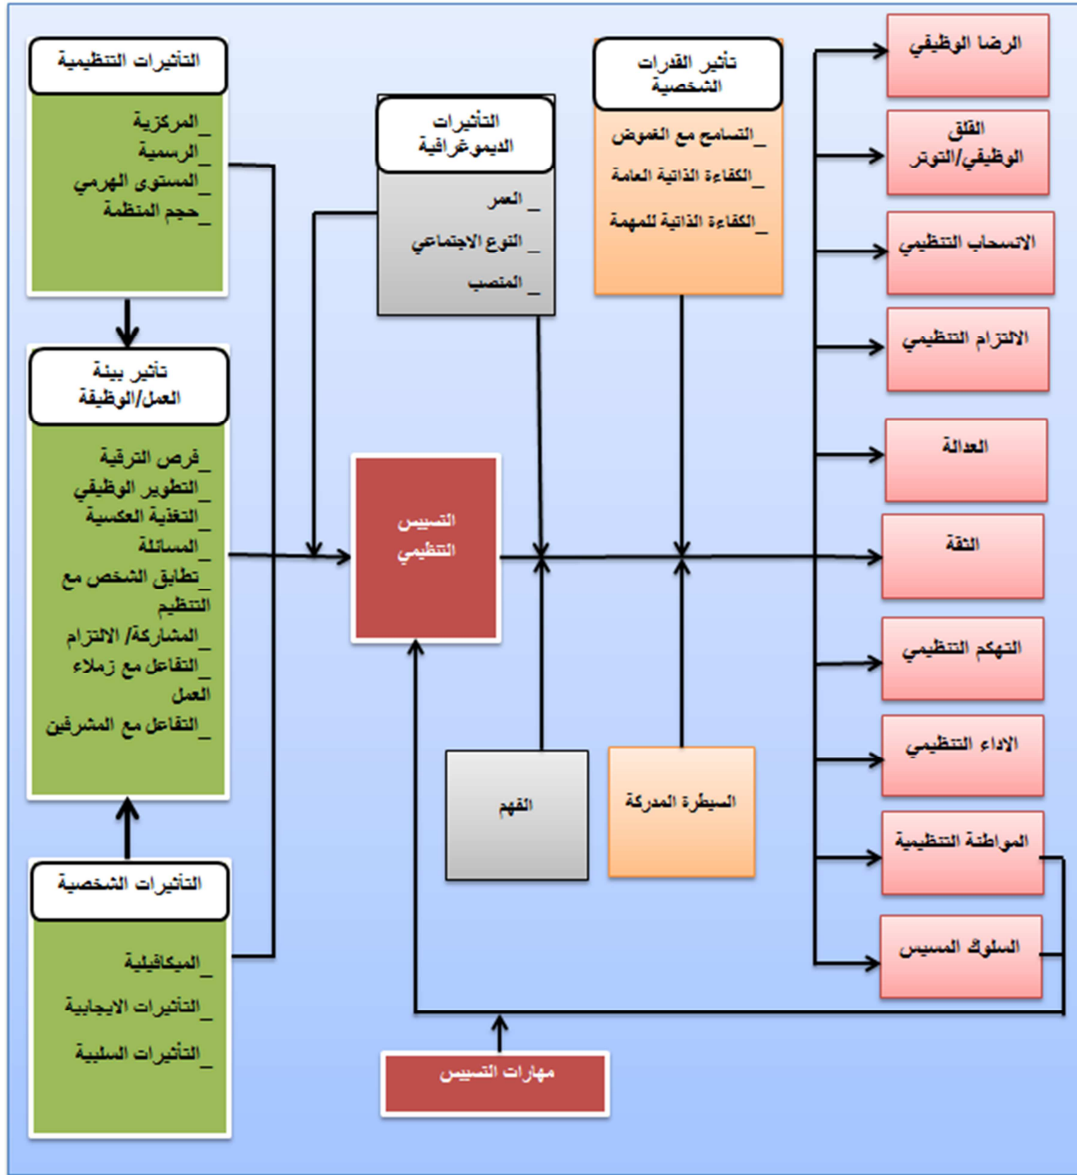 التأثيرات التنظيمية
_المركزية
_الرسمية
_المستوى الهرمي
_حجم المنظمة
تأثير بيئة
العمل/الوظيفة
_فرص الترقية
_التطوير الوظيفي
_التغذية العكسية
_المسائلة
_تطابق الشخص مع
التنظيم
_المشاركة/ الالتزام
_التفاعل مع زملاء
العمل
_التفاعل مع المشرفين
التأثيرات الشخصية
_الميكافيلية
_التأثيرات الايجابية
_التأثيرات السلبية
التأثيرات
الديموغرافية
_ العمر
_ النوع الاجتماعي
_ المنصب
تأثير القدرات
الشخصية
_التسامح مع الغموض
_الكفاءة الذاتية العامة
_الكفاءة الذاتية للمهمة
التسييس
التنظيمي
الفهم
السيطرة المدركة
مهارات التسييس
الرضا الوظيفي
القلق
الوظيفي/التوتر
الانسحاب التنظيمي
الالتزام التنظيمي
العدالة
الثقة
التهكم التنظيمي
الاداء التنظيمي
المواطنة التنظيمية
السلوك المسيس